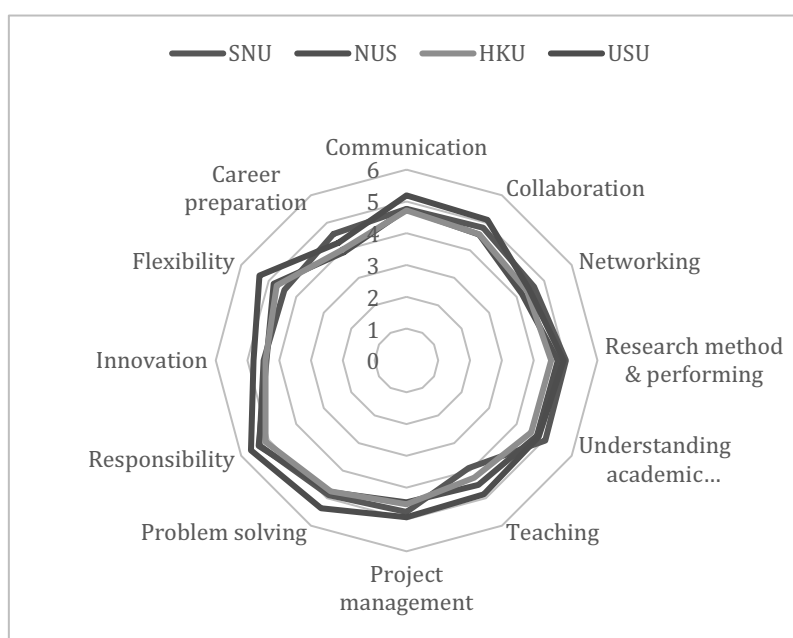 SNU NUS HKU USU
Communication
Career
preparation
Collaboration
Flexibility
Networking
Innovation
Research method
& performing
Responsibility
Understanding
academic...
Problem solving
Teaching
Project
management
6
5
4
3
2
1
0